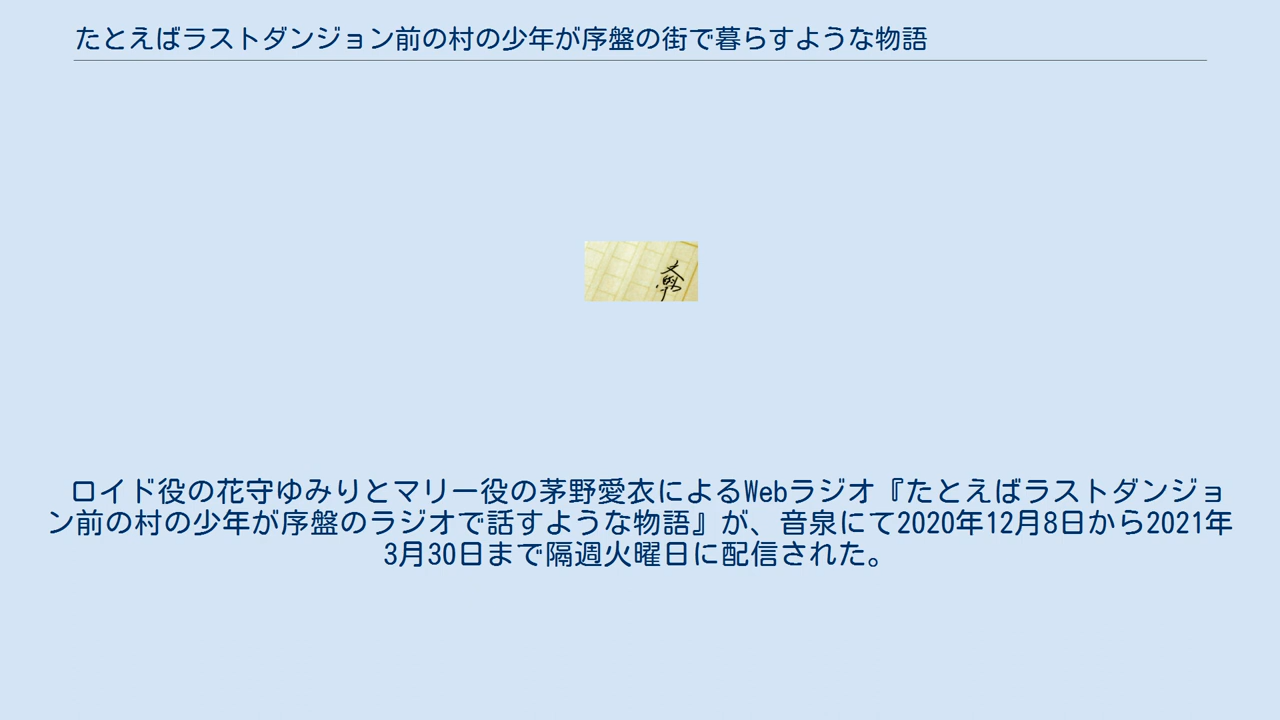 たとえばラストダンジョン前の村の少年が序盤の街で暮らすような物語
ロイド役の花守ゆみりとマリー役の茅野愛衣によるWebラジオ『たとえばラストダンジョ
ン前の村の少年が序盤のラジオで話すような物語』が、音泉にて2020年12月8日から2021年
3月30日まで隔週火曜日に配信された。